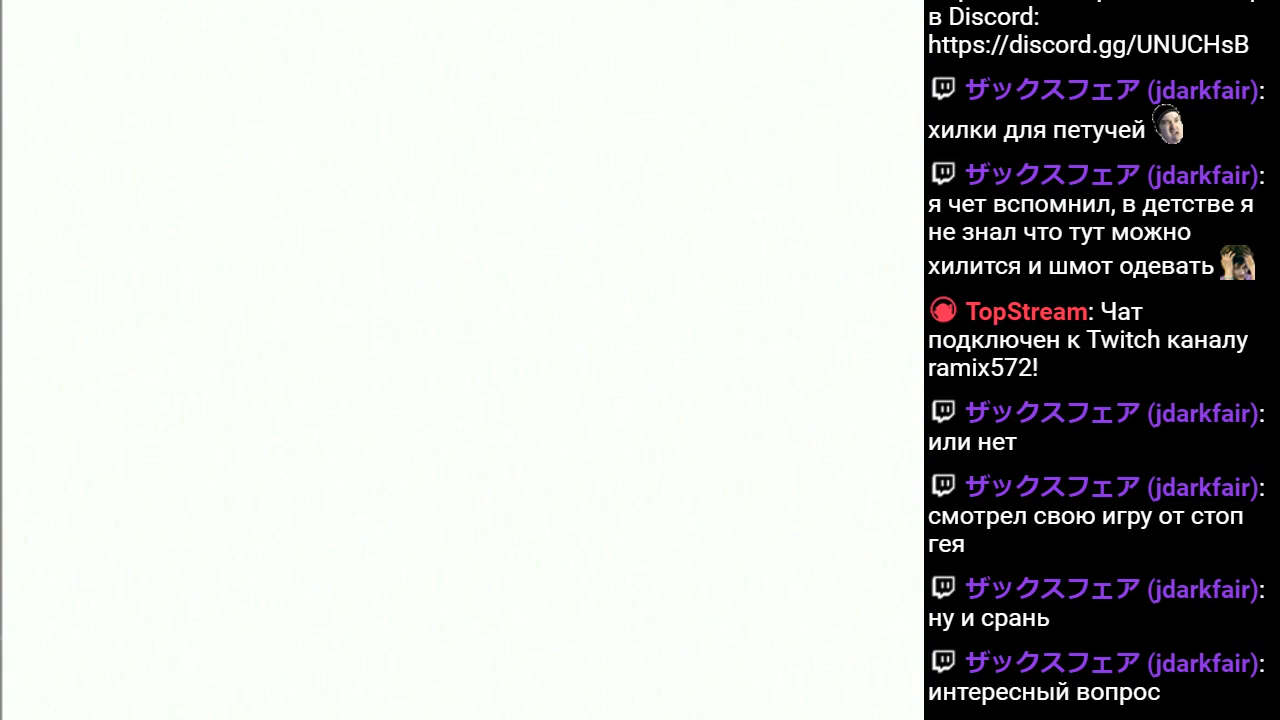 в Discord:
https://discord.gg/UNUCHsB
ザックスフェア (jdarkfair):
хилки для петучей
ザックスフェア (jdarkfair):
я чет вспомнил, в детстве я
не знал что тут можно
хилится и шмот одевать
TopStream: Чат
подключен к Twitch каналу
ramix572!
ザックスフェア (jdarkfair):
или нет
ザックスフェア (jdarkfair):
смотрел свою игру от стоп
гея
ザックスフェア (jdarkfair):
ну и срань
ザックスフェア (jdarkfair):
интересный вопрос